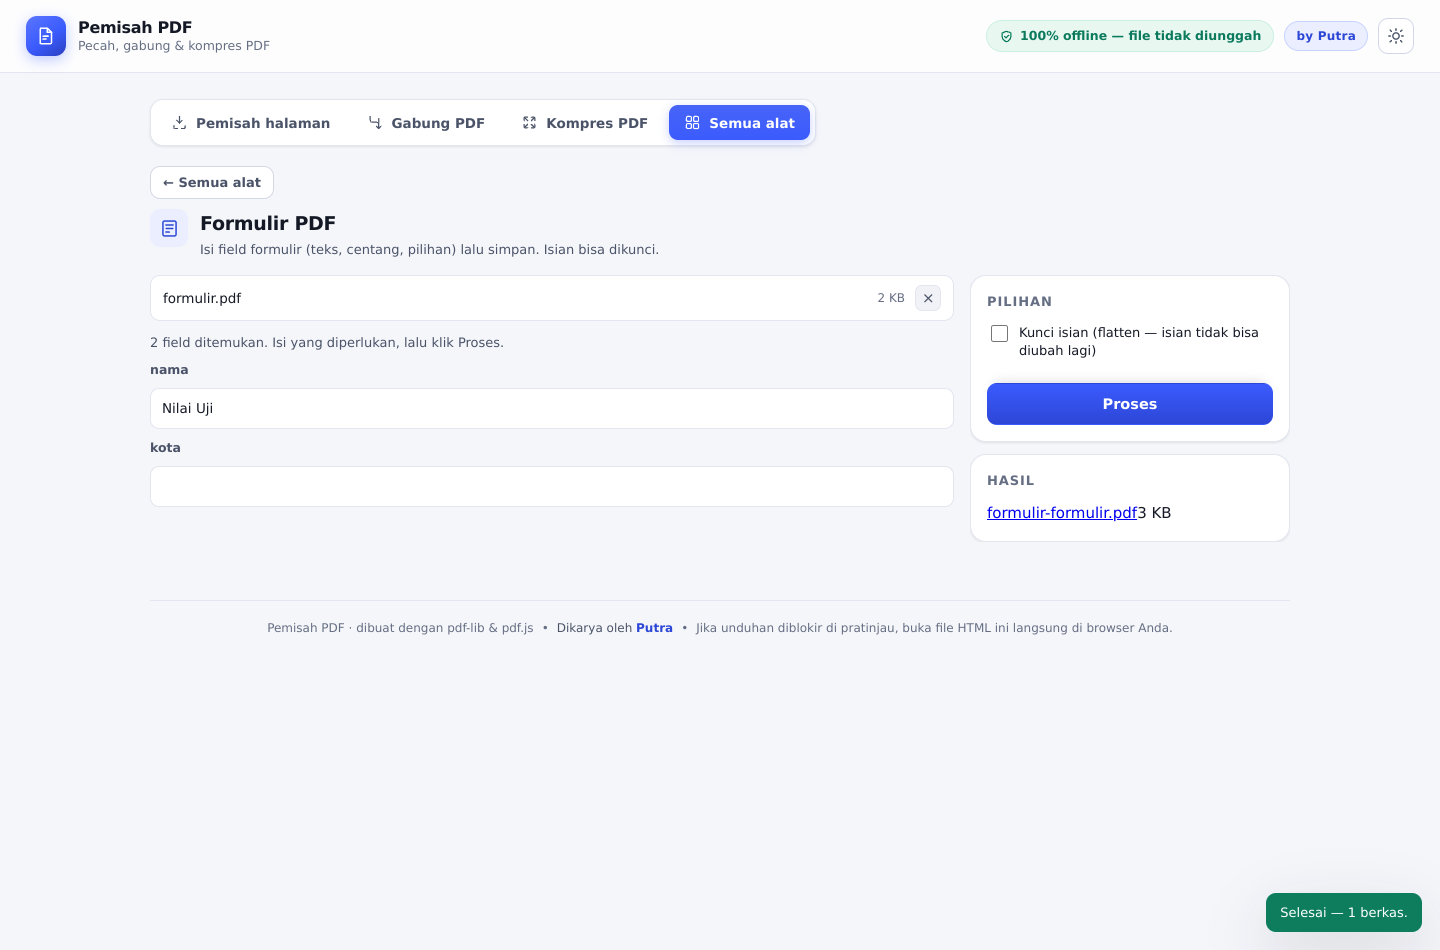 Pemisah PDF
Pecah, gabung & kompres PDF
100% offline — file tidak diunggah
by Putra
Pemisah halaman
Gabung PDF
Kompres PDF
Semua alat
← Semua alat
Formulir PDF
Isi field formulir (teks, centang, pilihan) lalu simpan. Isian bisa dikunci.
formulir.pdf
2 KB
2 field ditemukan. Isi yang diperlukan, lalu klik Proses.
nama
Nilai Uji
kota
PILIHAN
Kunci isian (flatten — isian tidak bisa
diubah lagi)
Proses
HASIL
formulir-formulir.pdf3 KB
Pemisah PDF · dibuat dengan pdf-lib & pdf.js • Dikarya oleh Putra • Jika unduhan diblokir di pratinjau, buka file HTML ini langsung di browser Anda.
Selesai — 1 berkas.